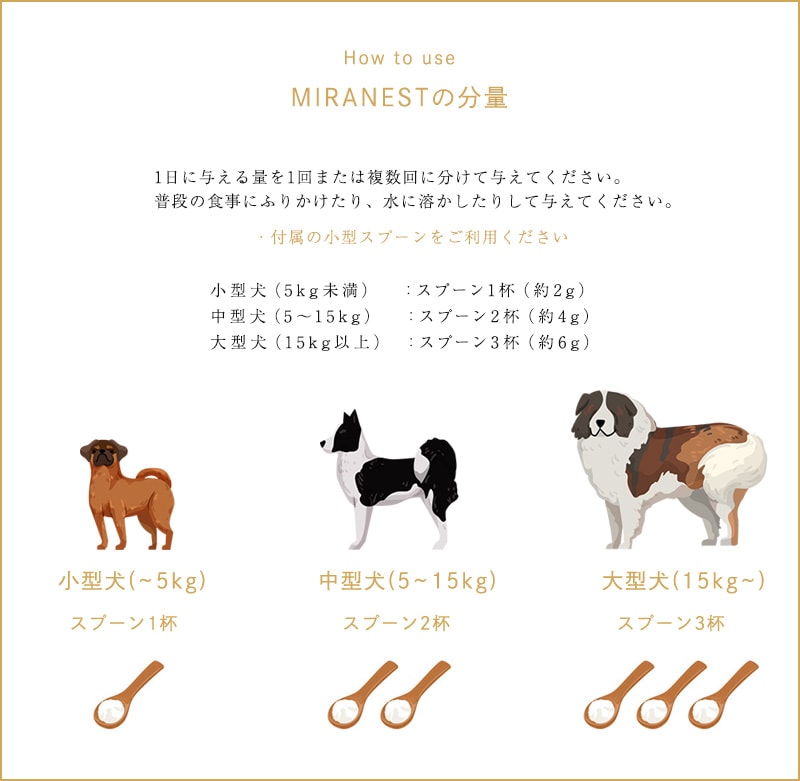 How to use
MIRANESTの分量
1日に与える量を1回または複数回に分けて与えてください。
普段の食事にふりかけたり、水に溶かしたりして与えてください。
・付属の小型スプーンをご利用ください
小型犬（5kg未満）　：スプーン1杯（約2g）
中型犬（5〜15kg）　：スプーン2杯（約4g）
大型犬（15kg以上）　：スプーン3杯（約6g）
小型犬(~5kg)
中型犬(5~15kg)
大型犬(15kg~)
スプーン1杯
スプーン2杯
スプーン3杯